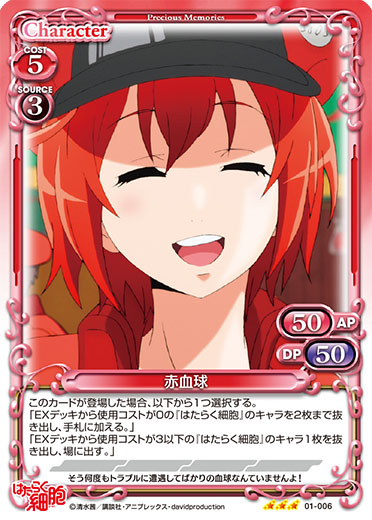 Precious Memories
Character
COST
5
SOURCE
3
50 AP
DP 50
赤血球
このカードが登場した場合、以下から1つ選択する。
「EXデッキから使用コストが0の『はたらく細胞』のキャラを2枚まで抜
き出し、手札に加える。」
「EXデッキから使用コストが3以下の『はたらく細胞』のキャラ1枚を抜
き出し、場に出す。」
そう何度もトラブルに遭遇してばかりの血球なんていませんよ!
はたらく
細胞
©清水茜/講談社・アニプレックス・davidproduction
★★★ 01-006